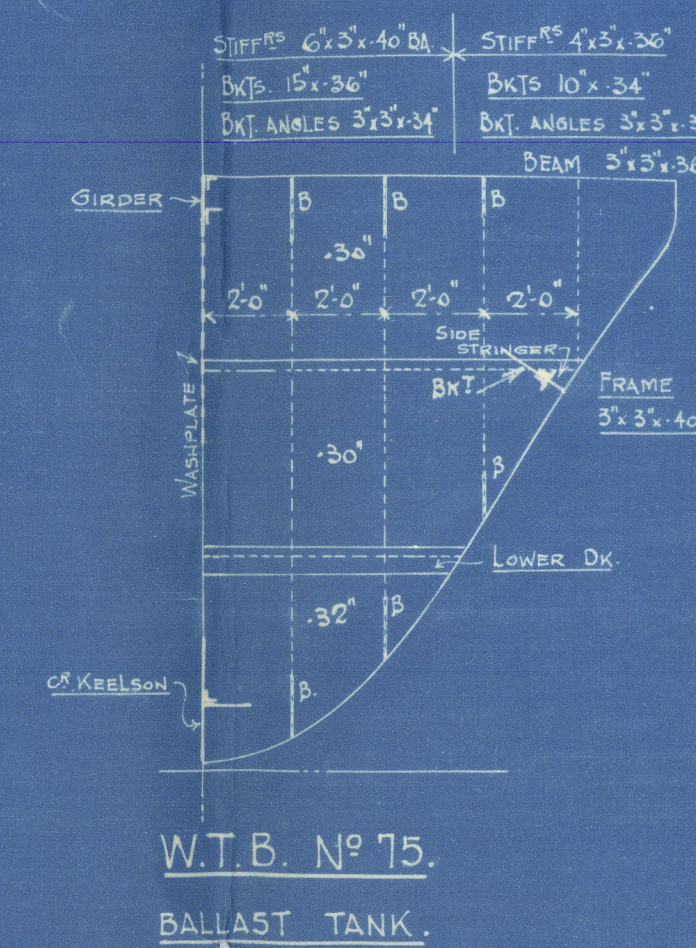 STIFFRS 6"x3"x.40" BA.
STIFFRS 4"x3"x.36"
BKTS. 15"x.36"
BKTS 10"x.34"
BKT. ANGLES 3"x3"x.34"
BKT. ANGLES 3"x3"x.3
BEAM 3"x3"x.36
GIRDER
B
B
B
.30"
2'-0"
2'-0"
2'-0"
2'-0"
SIDE
STRINGER
BKT
WASHPLATE
FRAME
3"x3"x.40
.30"
B
LOWER DK.
.32"
B
CR. KEELSON
B.
W.T.B. No 75.
BALLAST TANK.